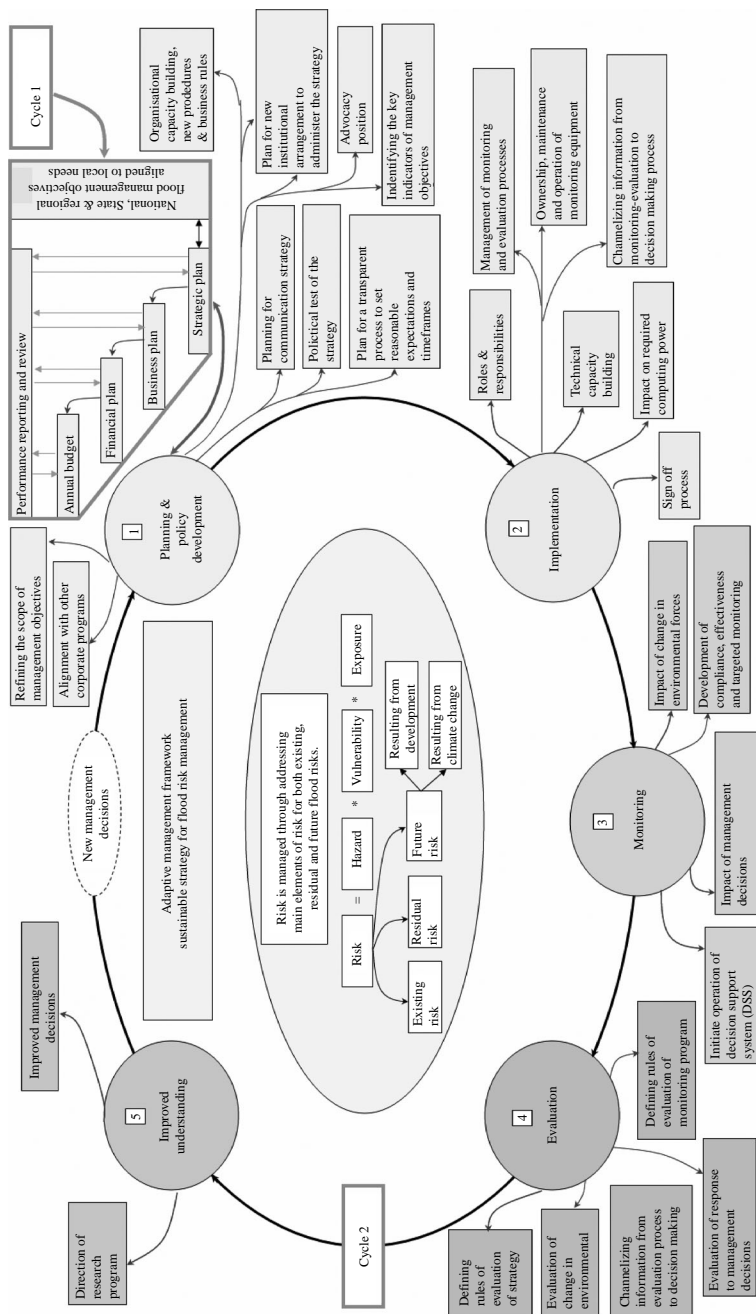 Cycle 1
National, State & regional
flood management objectives
aligned to local needs
Performance reporting and review
Annual budget
Financial plan
Business plan
Strategic plan
Organisational
capacity building,
new prodedures
& business rules
Plan for new
institutional
arrangement to
administer the strategy
Advocacy
position
Indentifying the key
indicators of management
objectives
Planning for
communication strategy
Polictical test of the
strategy
Plan for a transparent
process to set
reasonable
expectations and
timeframes
Refining the scope of
management objectives
Alignment with other
corporate programs
1
Planning &
policy
development
New management
decisions
Adaptive management framework
sustainable strategy for flood risk management
Risk is managed through addressing
main elements of risk for both existing,
residual and future flood risks.
Risk = Hazard * Vulnerability * Exposure
Existing
risk
Residual
risk
Future
risk
Resulting from
development
Resulting from
climate change
2
Implementation
Roles &
responsibilities
Management of monitoring
and evaluation processes
Ownership, maintenance
and operation of
monitoring equipment
Channelizing information from
monitoring-evaluation to
decision making process
Technical
capacity
building
Impact on required
computing power
Sign off
process
3
Monitoring
Impact of change in
environmental forces
Development of
compliance, effectiveness
and targeted monitoring
Impact of management
decisions
Initiate operation of
decision support
system (DSS)
4
Evaluation
Defining rules of
evaluation of
monitoring program
Evaluation of response
to management
decisions
Channelizing
information from
evaluation process
to decision making
Evaluation of
change in
environmental
Defining
rules of
evaluation
of strategy
Cycle 2
5
Improved
understanding
Improved management
decisions
Direction of
research
program